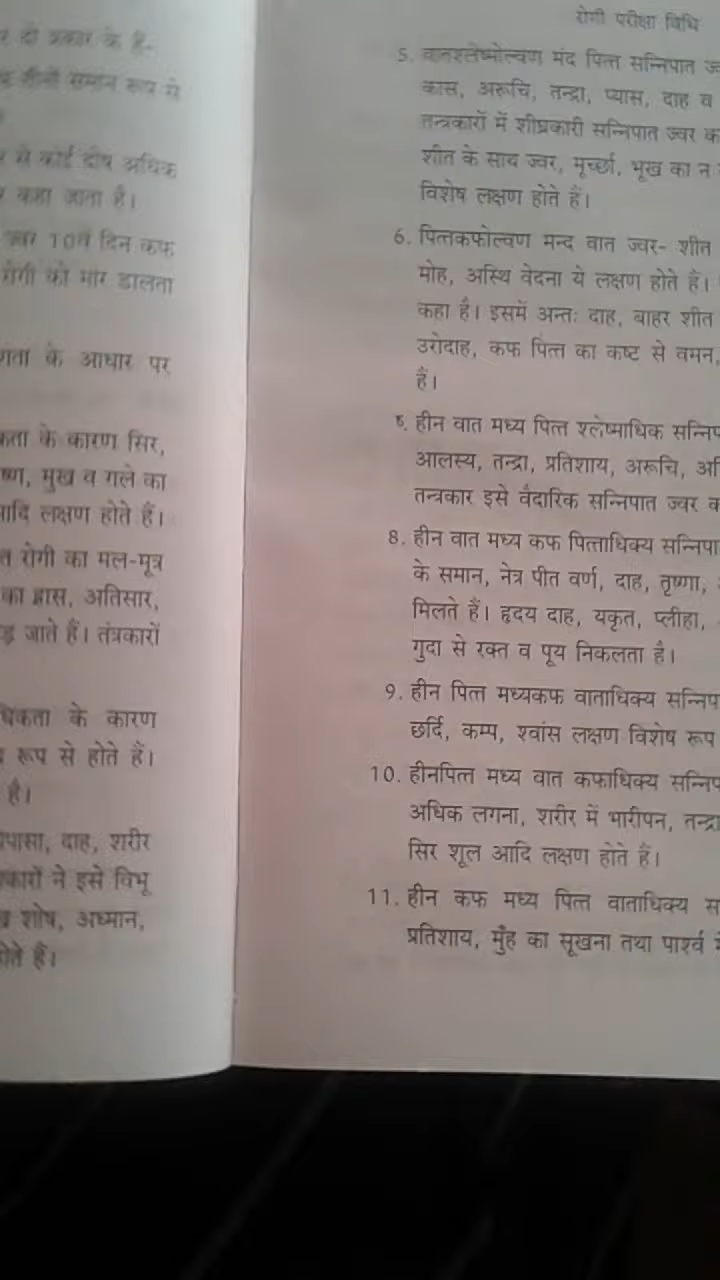 दो प्रकार के हैं-
समान रूप से
से कोई दोष अधिक
कहा जाता है।
ज्वर 10वें दिन कफ
रोगी को मार डालता
के आधार पर
के कारण सिर,
मुख व गले का
आदि लक्षण होते हैं।
रोगी का मल-मूत्र
का ह्रास, अतिसार,
जाते हैं। तंत्रकारों
के कारण
रूप से होते हैं।
है।
दाह, शरीर
ने इसे विभू
शोष, अध्मान,
होते हैं।
रोगी परीक्षा विधि
5. वातश्लेष्मोल्वण मंद पित्त सन्निपात
कास, अरूचि, तन्द्रा, प्यास, दाह व
तन्त्रकारों में शीघ्रकारी सन्निपात ज्वर
शीत के साथ ज्वर, मूर्च्छा, भूख का न
विशेष लक्षण होते हैं।
6. पित्तकफोल्वण मन्द वात ज्वर- शीत
मोह, अस्थि वेदना ये लक्षण होते हैं।
कहा है। इसमें अन्तः दाह, बाहर शीत
उरोदाह, कफ पित्त का कष्ट से वमन,
हैं।
हीन वात मध्य पित्त श्लेष्माधिक
आलस्य, तन्द्रा, प्रतिशाय, अरूचि,
तन्त्रकार इसे वैदारिक सन्निपात ज्वर
8. हीन वात मध्य कफ पित्ताधिक्य
के समान, नेत्र पीत वर्ण, दाह, तृष्णा,
मिलते हैं। हृदय दाह, यकृत, प्लीहा,
गुदा से रक्त व पूय निकलता है।
9. हीन पित्त मध्यकफ वाताधिक्य
छर्दि, कम्प, श्वांस लक्षण विशेष रूप
10. हीनपित्त मध्य वात कफाधिक्य
अधिक लगना, शरीर में भारीपन, तन्द्रा
सिर शूल आदि लक्षण होते हैं।
11. हीन कफ मध्य पित्त वाताधिक्य
प्रतिशाय, मुँह का सूखना तथा पार्श्व